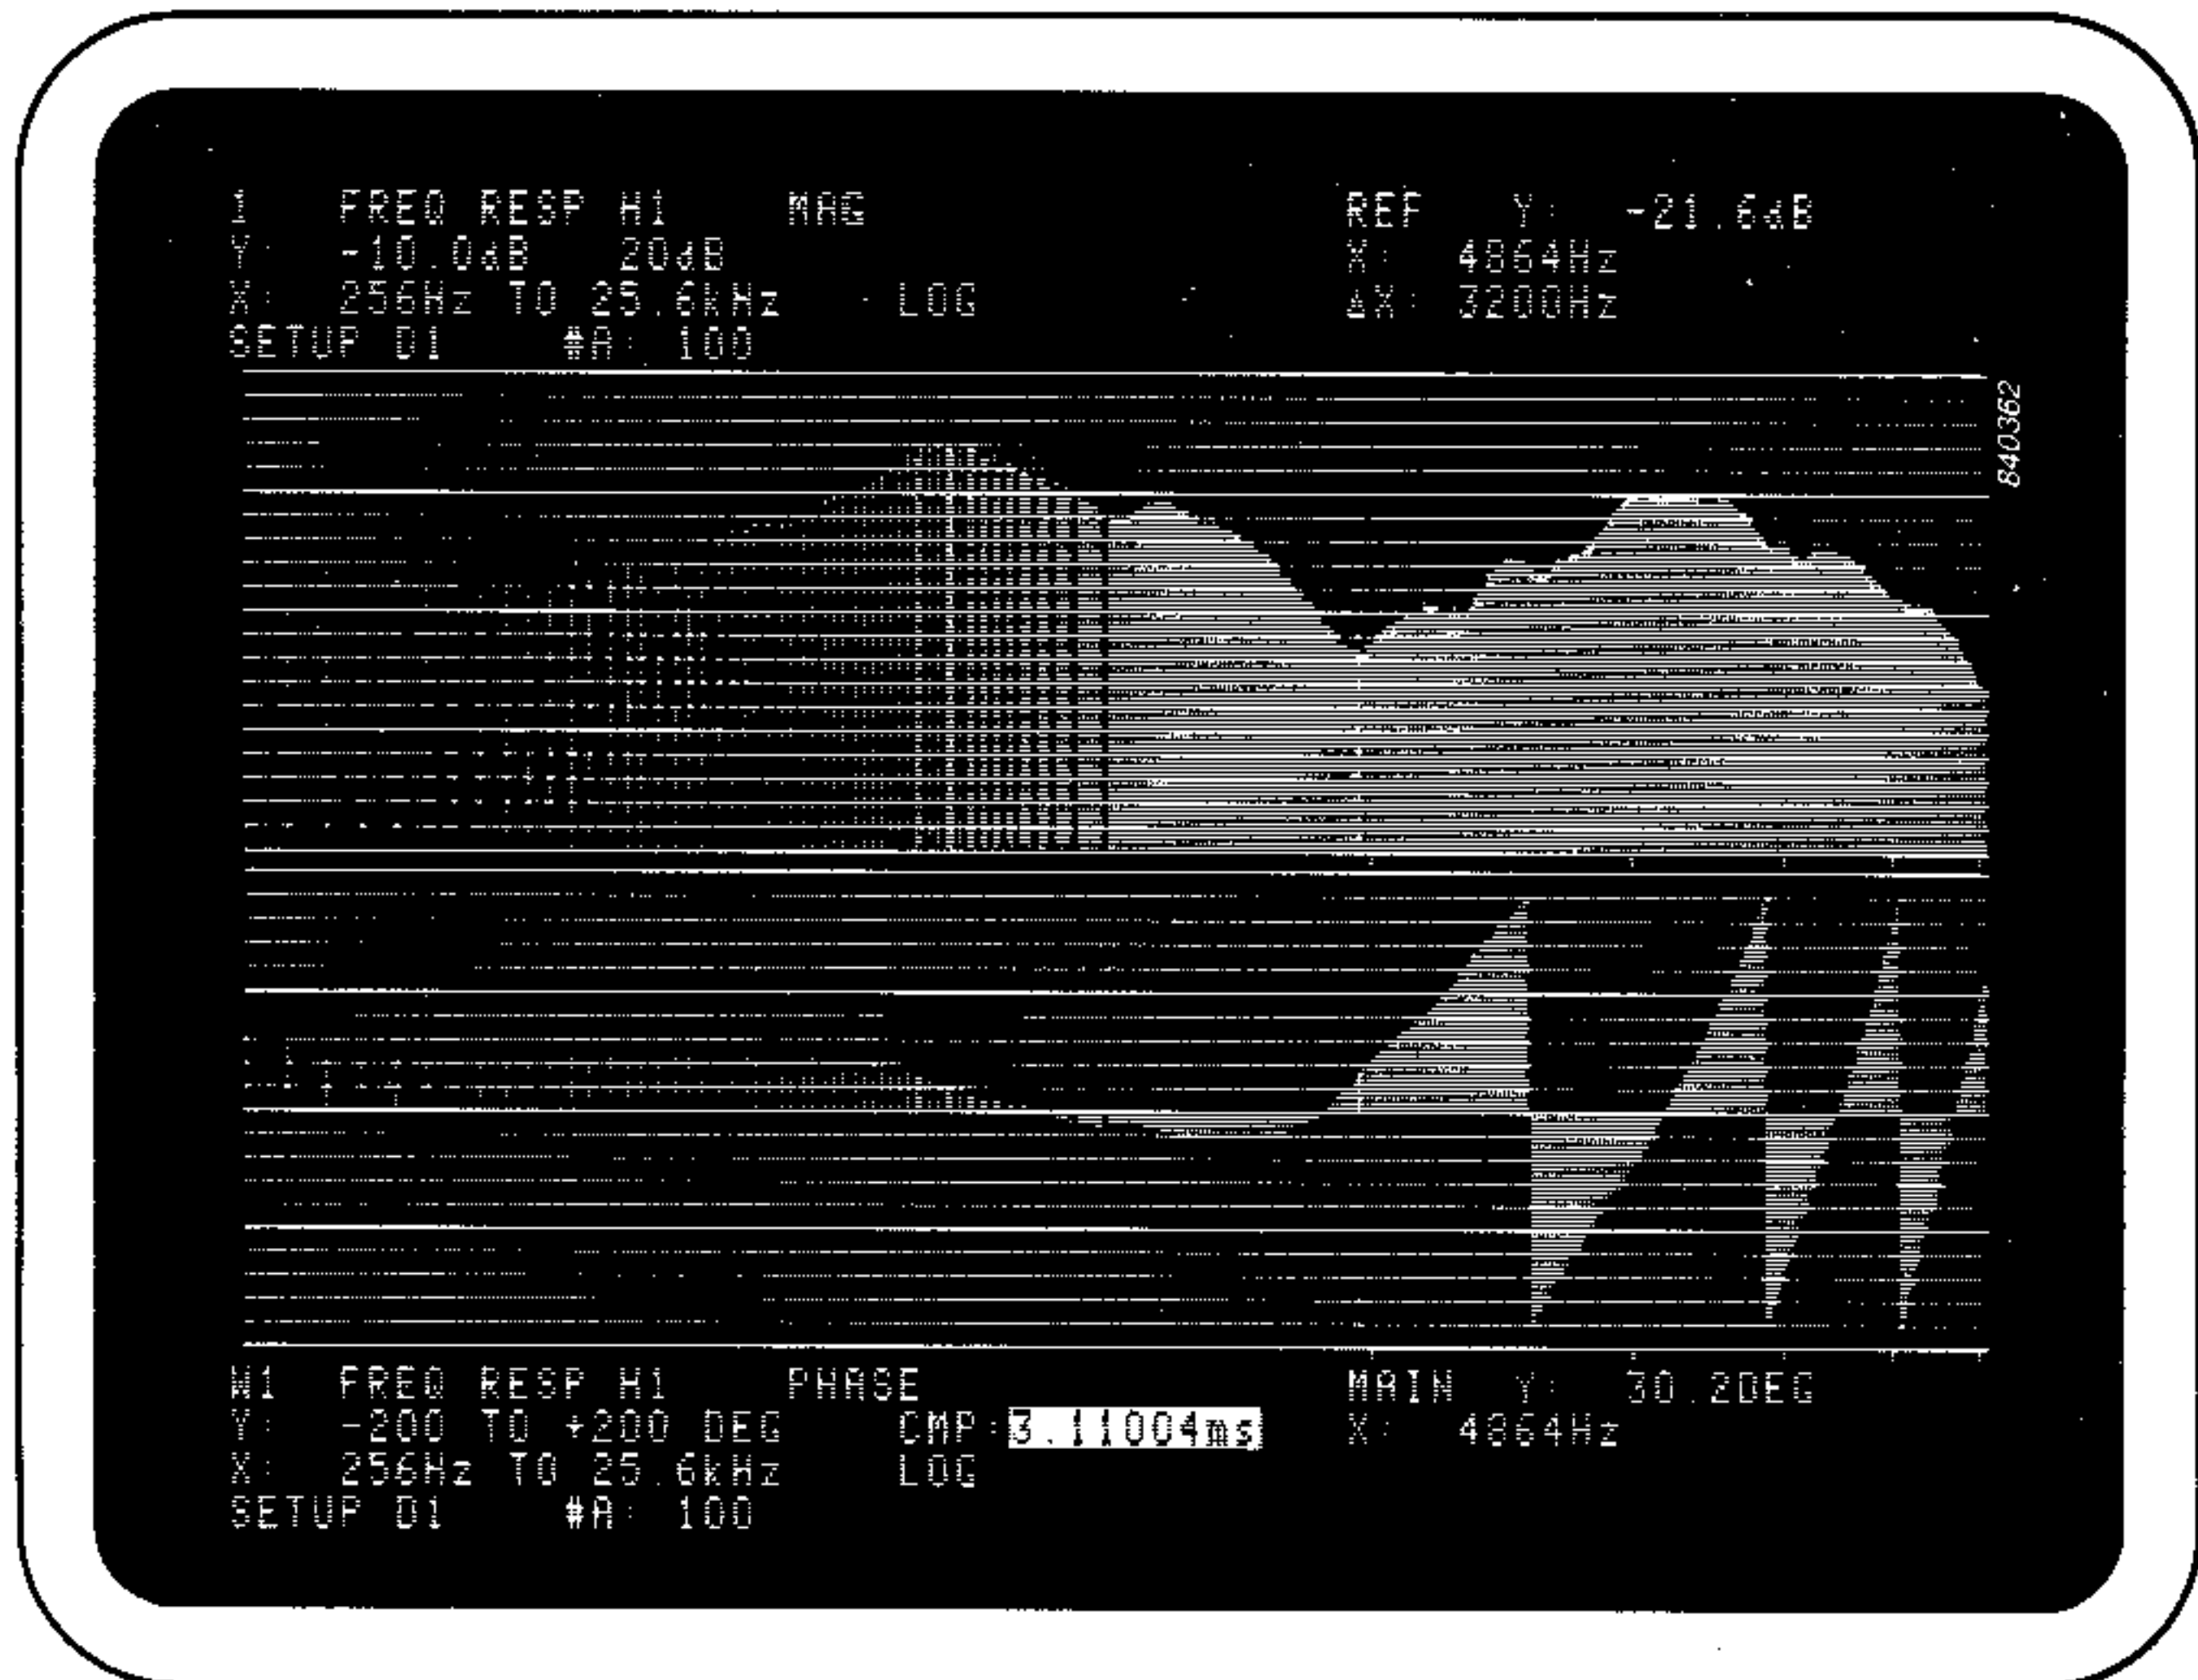 1 FREQ RESP H1 MAG REF Y: -21.6dB
Y: -10.0dB 20dB X: 4864Hz
X: 256Hz TO 25.6kHz LOG ΔX: 3200Hz
SETUP D1 #A: 100
840362
W1 FREQ RESP H1 PHASE MAIN Y: 30.2DEG
Y: -200 TO +200 DEG CMP:3.11004ms X: 4864Hz
X: 256Hz TO 25.6kHz LOG
SETUP D1 #A: 100